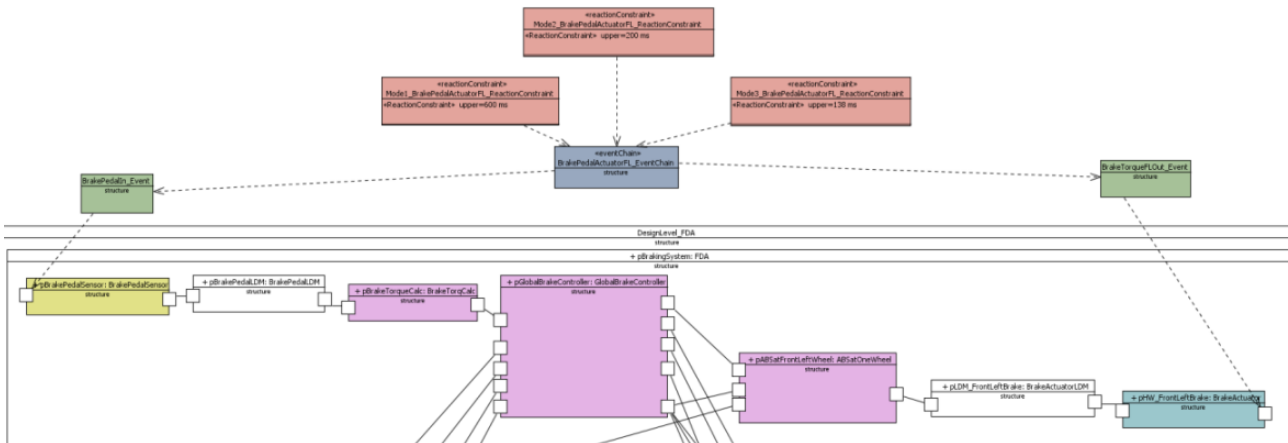 «reactionConstraint»
Mode2_BrakePedalActuatorFL_ReactionConstraint
«ReactionConstraint» upper=200 ms
«reactionConstraint»
Mode1_BrakePedalActuatorFL_ReactionConstraint
«ReactionConstraint» upper=600 ms
«reactionConstraint»
Mode3_BrakePedalActuatorFL_ReactionConstraint
«ReactionConstraint» upper=138 ms
«eventChain»
BrakePedalActuatorFL_EventChain
structure
BrakePedalIn_Event
structure
BrakeTorqueFLOut_Event
structure
DesignLevel_FDA
structure
+ pBrakingSystem: FDA
structure
+ pBrakePedalSensor: BrakePedalSensor
structure
+ pBrakePedalLDM: BrakePedalLDM
structure
+ pBrakeTorqueCalc: BrakeTorqCalc
structure
+ pGlobalBrakeController: GlobalBrakeController
structure
+ pABSatFrontLeftWheel: ABSatOneWheel
structure
+ pLDM_FrontLeftBrake: BrakeActuatorLDM
structure
+ pHW_FrontLeftBrake: BrakeActuator
structure